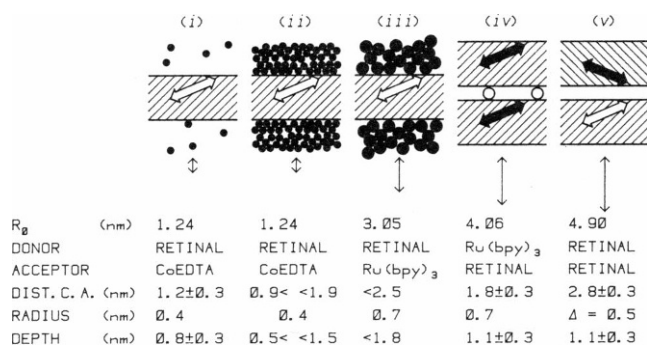 (i) (ii) (iii) (iv) (v)
Rø (nm) 1.24 1.24 3.05 4.06 4.90
DONOR RETINAL RETINAL RETINAL Ru(bpy)3 RETINAL
ACCEPTOR CoEDTA CoEDTA Ru(bpy)3 RETINAL RETINAL
DIST.C.A. (nm) 1.2±0.3 0.9< <1.9 <2.5 1.8±0.3 2.8±0.3
RADIUS (nm) 0.4 0.4 0.7 0.7 Δ = 0.5
DEPTH (nm) 0.8±0.3 0.5< <1.5 <1.8 1.1±0.3 1.1±0.3